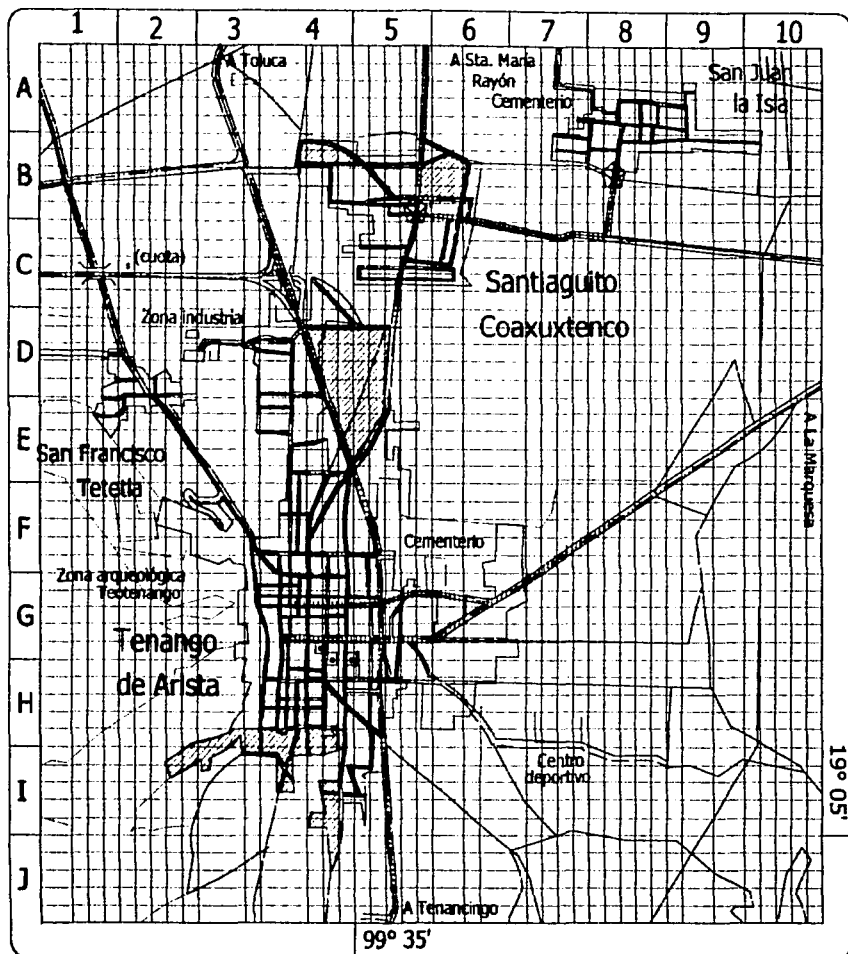 1 2 3 4 5 6 7 8 9 10
A
B
C
D
E
F
G
H
I
J
A Toluca
A Sta. Maria
Rayón
Cementerio
San Juan
la Isla
(cuota)
Santiaguito
Coaxuxtenco
Zona industrial
San Francisco
Tetetla
A La Marquesa
Cementerio
Zona arqueológica
Teotenango
Tenango
de Arista
Centro
deportivo
19° 05'
A Tenancingo
99° 35'